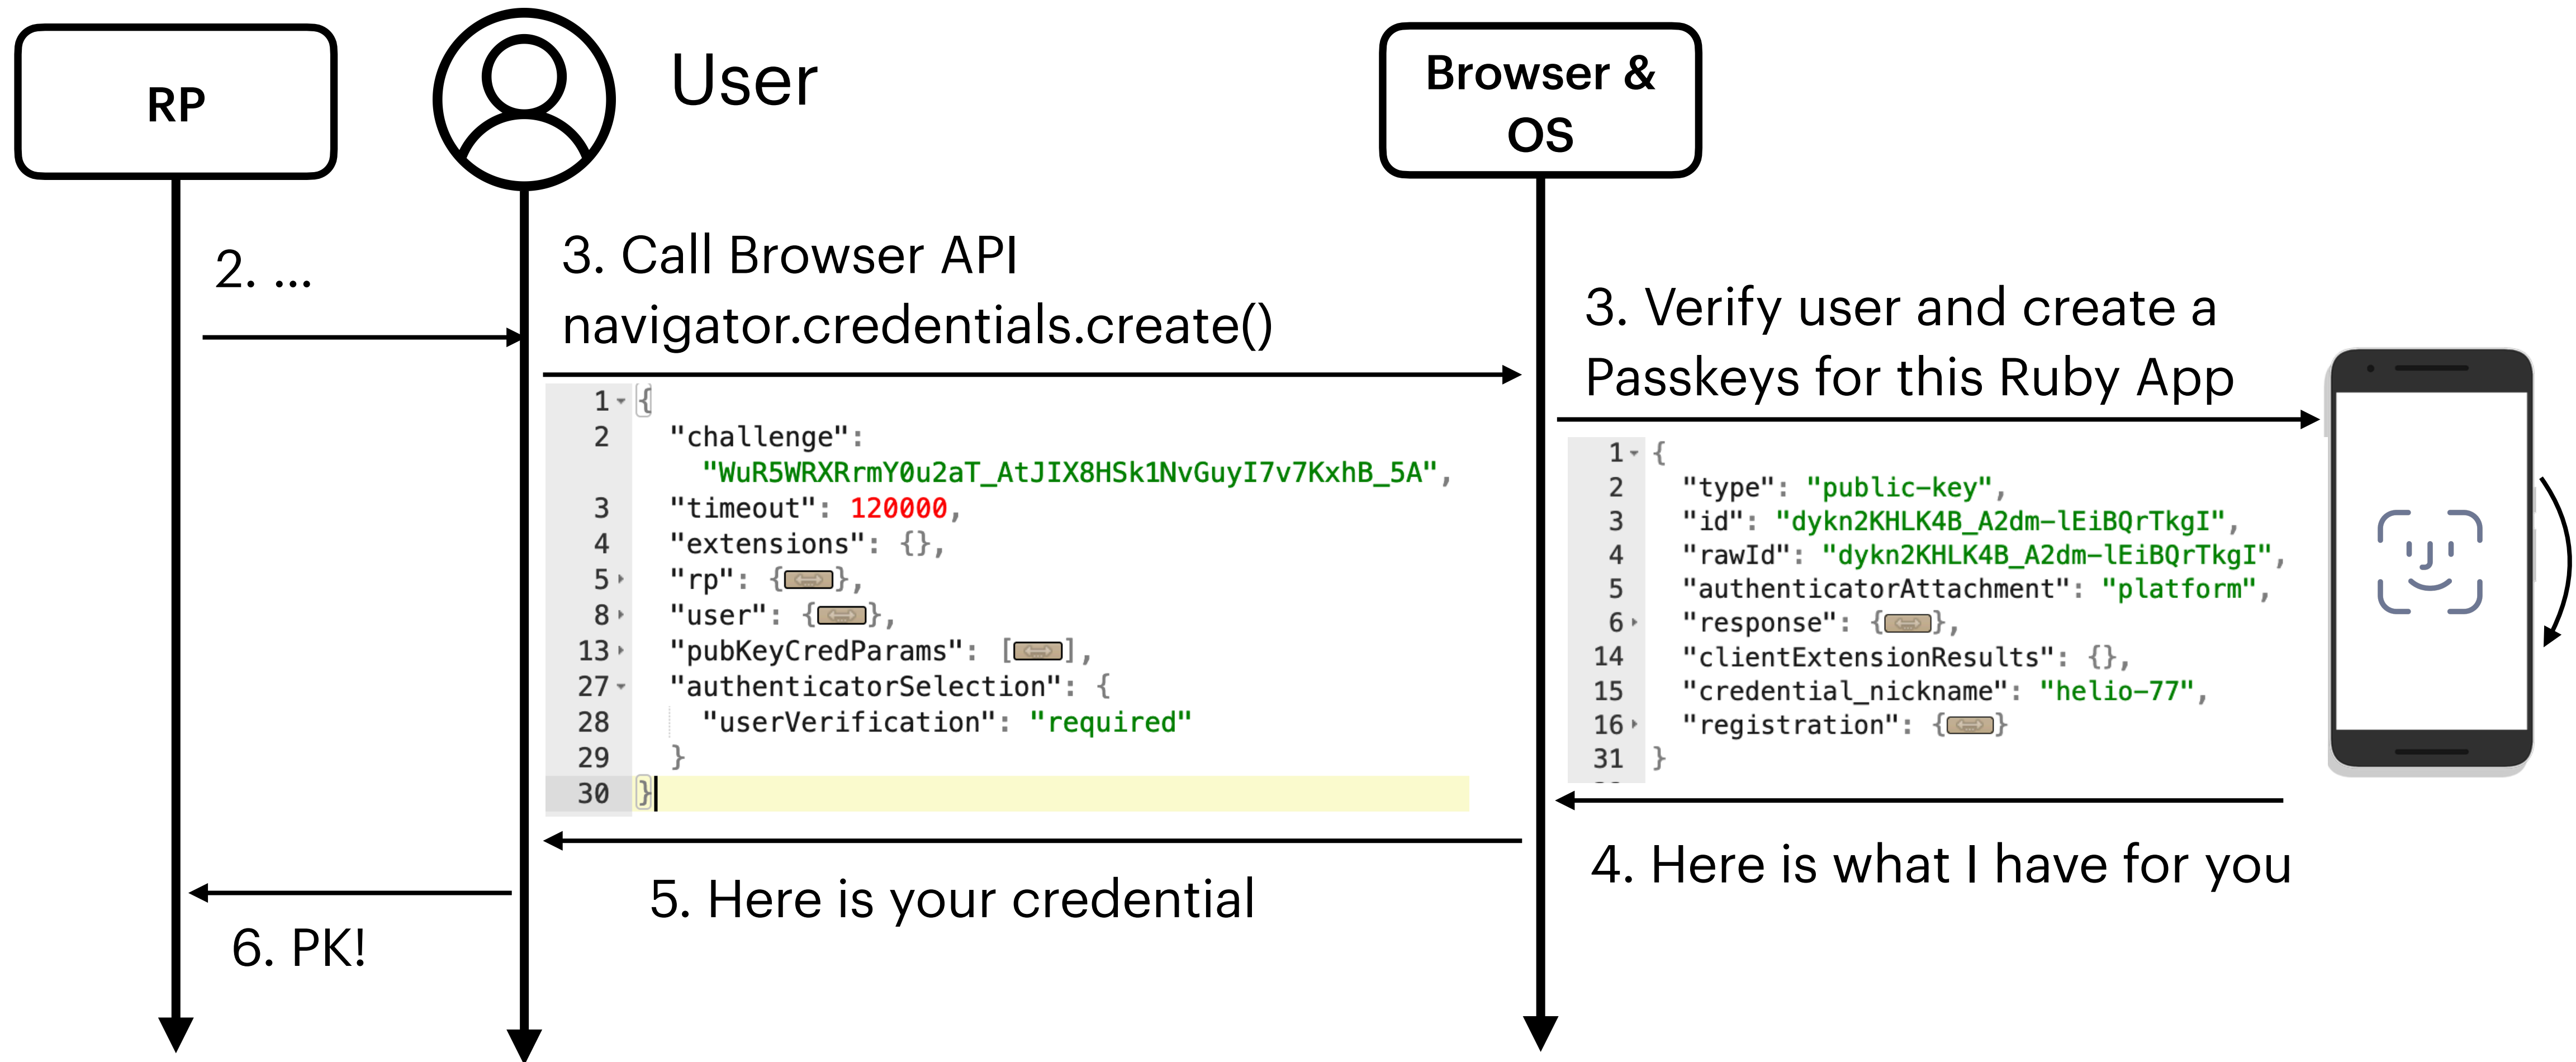 RP
User
Browser &
OS
2. ...
3. Call Browser API
navigator.credentials.create()
3. Verify user and create a
Passkeys for this Ruby App
1 {
2 "challenge":
"WuR5WRXRrmY0u2aT_AtJIX8HSk1NvGuyI7v7KxhB_5A",
3 "timeout": 120000,
4 "extensions": {},
5 "rp": {},
8 "user": {},
13 "pubKeyCredParams": [],
27 "authenticatorSelection": {
28 "userVerification": "required"
29 }
30 }
1 {
2 "type": "public-key",
3 "id": "dykn2KHLK4B_A2dm-lEiBQrTkgI",
4 "rawId": "dykn2KHLK4B_A2dm-lEiBQrTkgI",
5 "authenticatorAttachment": "platform",
6 "response": {},
14 "clientExtensionResults": {},
15 "credential_nickname": "helio-77",
16 "registration": {}
31 }
4. Here is what I have for you
5. Here is your credential
6. PK!